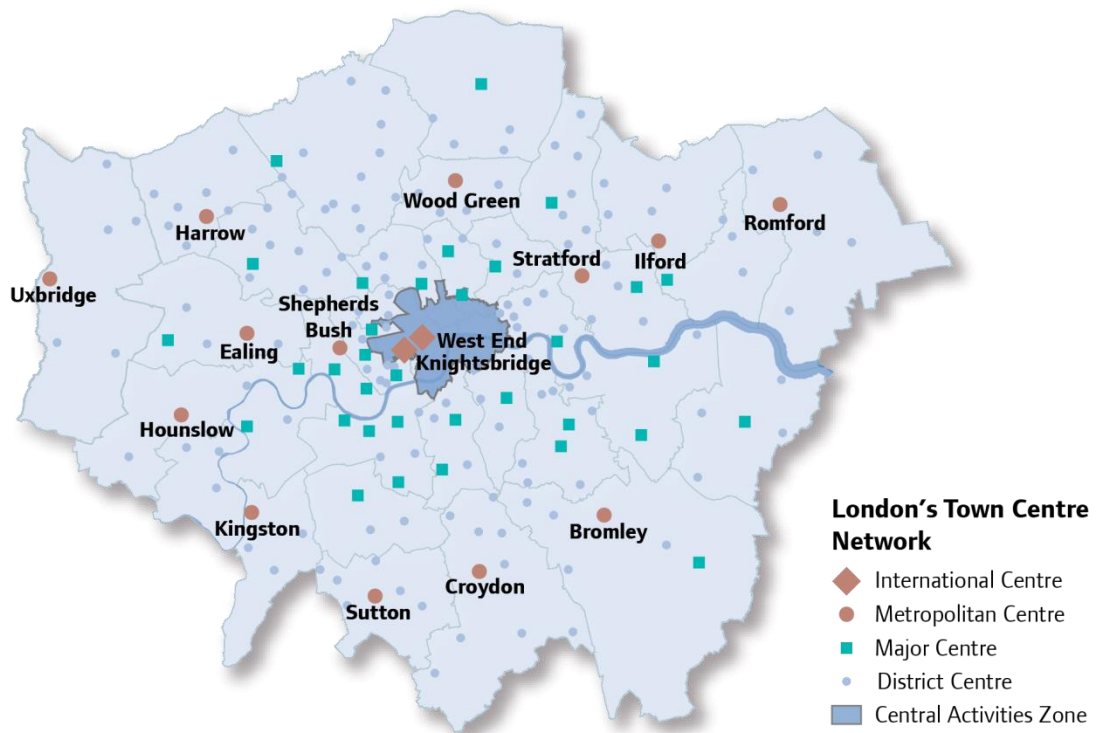 Wood Green
Harrow
Romford
Stratford
Ilford
Uxbridge
Shepherds
Bush
Ealing
West End
Knightsbridge
Hounslow
Kingston
Bromley
Croydon
Sutton
London's Town Centre
Network
International Centre
Metropolitan Centre
Major Centre
District Centre
Central Activities Zone